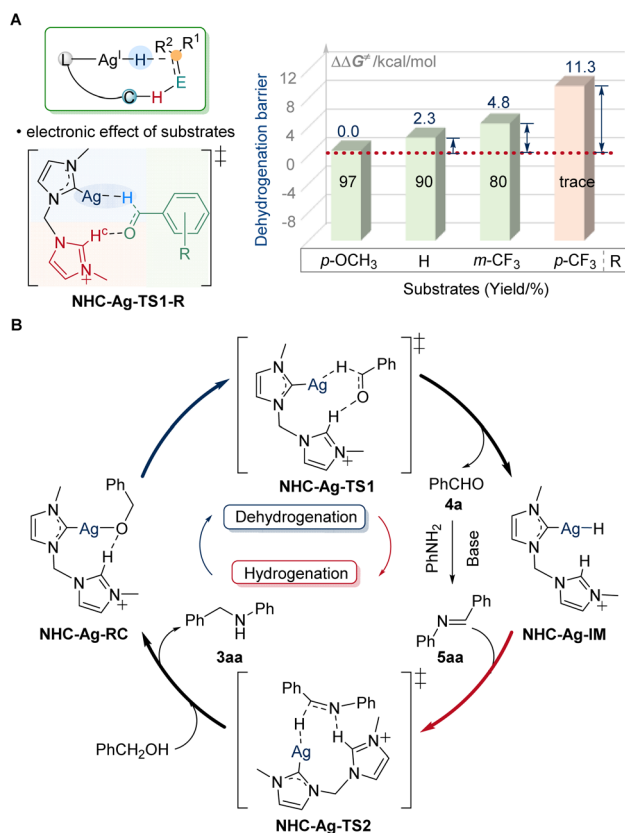 A
L
Ag^I
H
R²
R¹
E
C
H
• electronic effect of substrates
N
N
Ag
H
H^c
O
N
N
+
R
‡
NHC-Ag-TS1-R
Dehydrogenation barrier
ΔΔG≠/kcal/mol
12
8
4
0
-4
-8
0.0
2.3
4.8
11.3
97
90
80
trace
p-OCH₃
H
m-CF₃
p-CF₃
R
Substrates (Yield/%)
B
‡
N
N
Ag
H
Ph
O
H
N
N
+
NHC-Ag-TS1
PhCHO
4a
PhNH₂
Base
Ph
N
Ph
5aa
N
N
Ag
H
H
N
N
+
NHC-Ag-IM
Dehydrogenation
Hydrogenation
Ph
N
N
Ag
O
H
N
N
+
NHC-Ag-RC
Ph
N
H
Ph
3aa
PhCH₂OH
‡
Ph
N
Ph
H
H
Ag
N
N
N
N
+
NHC-Ag-TS2